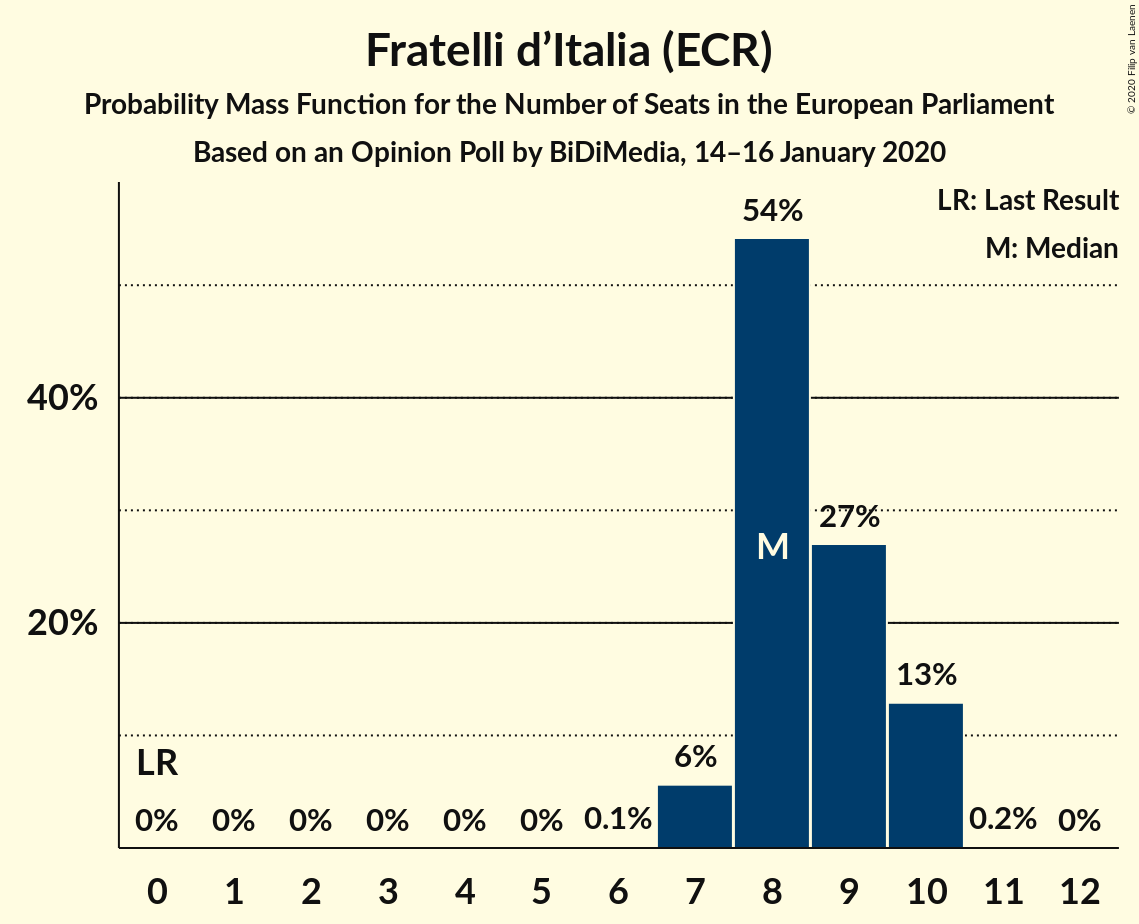 Fratelli d’Italia (ECR)
Probability Mass Function for the Number of Seats in the European Parliament
Based on an Opinion Poll by BiDiMedia, 14–16 January 2020
© 2020 Filip van Laenen
LR: Last Result
M: Median
54%
40%
27%
M
20%
13%
6%
LR
0% 0% 0% 0% 0% 0% 0.1% 0.2% 0%
0 1 2 3 4 5 6 7 8 9 10 11 12